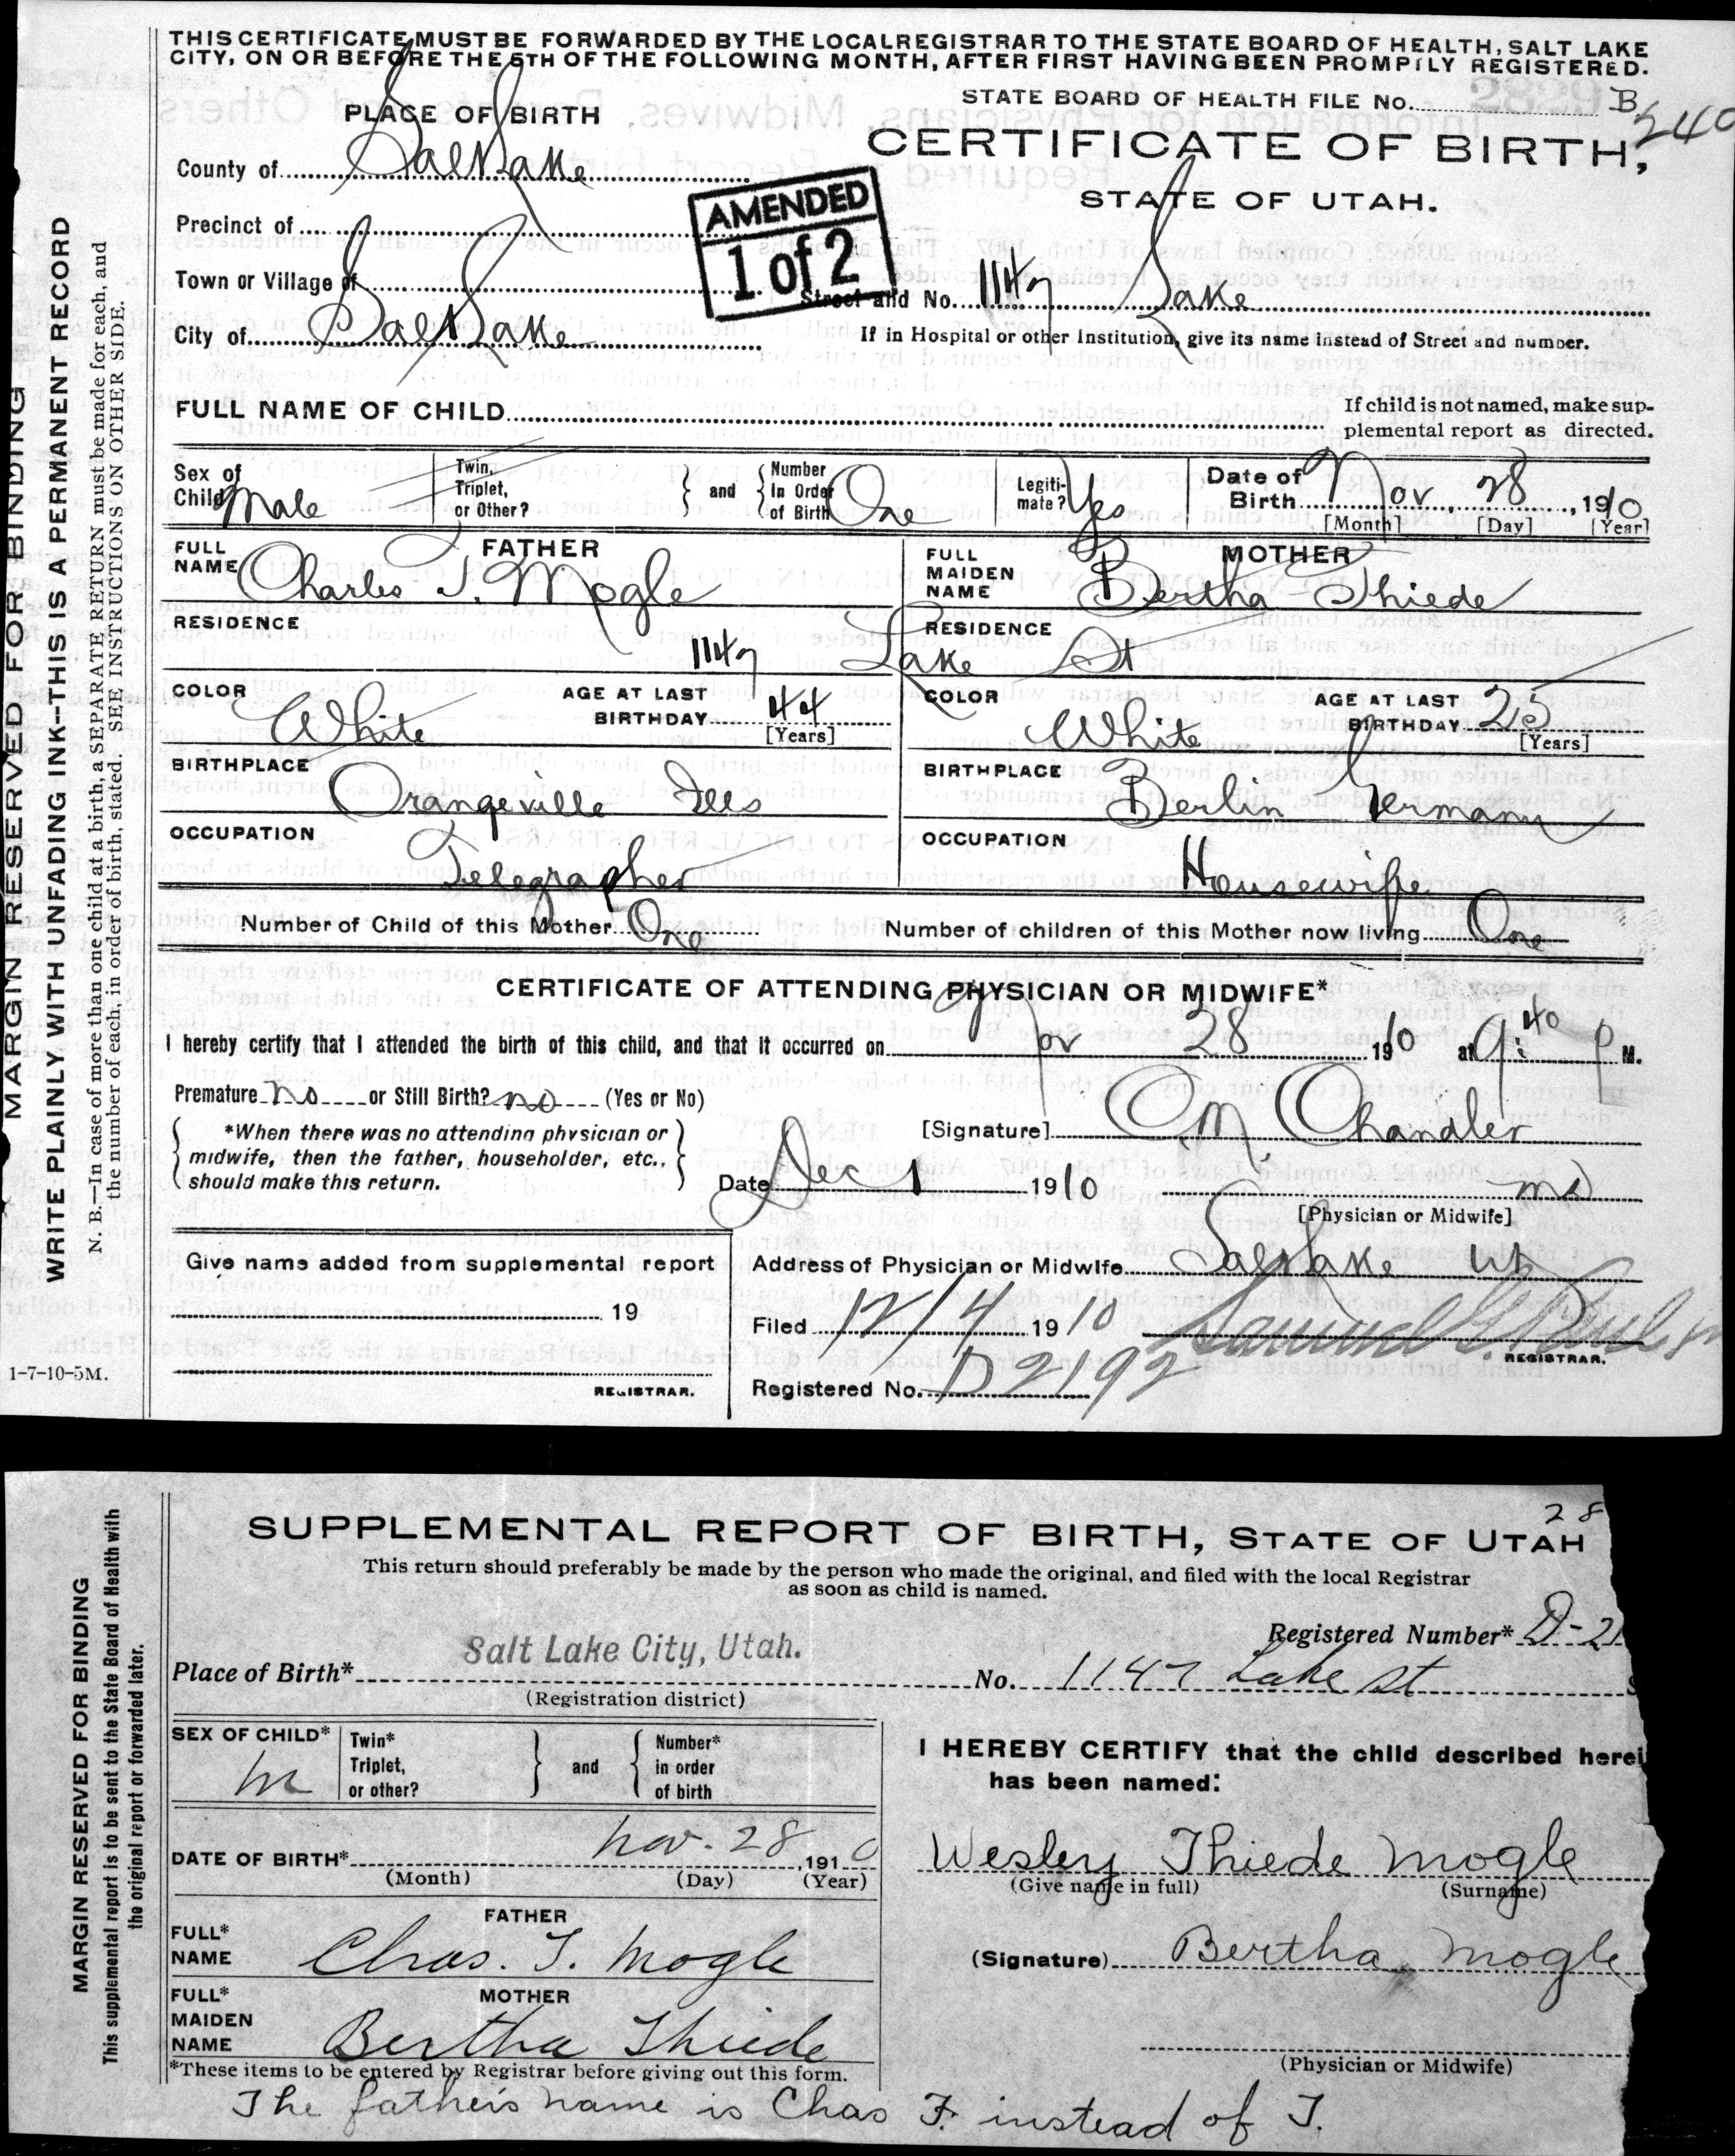 THIS CERTIFICATE MUST BE FORWARDED BY THE LOCAL REGISTRAR TO THE STATE BOARD OF HEALTH, SALT LAKE
CITY, ON OR BEFORE THE 5TH OF THE FOLLOWING MONTH, AFTER FIRST HAVING BEEN PROMPTLY REGISTERED.
STATE BOARD OF HEALTH FILE No. B 240
PLACE OF BIRTH
CERTIFICATE OF BIRTH,
STATE OF UTAH.
County of Salt Lake
AMENDED
1 of 2
Precinct of
Town or Village of
Street and No. 1147 Lake
City of Salt Lake
If in Hospital or other Institution, give its name instead of Street and number.
FULL NAME OF CHILD
If child is not named, make sup-
plemental report as directed.
Sex of Child Male
Twin, Triplet, or Other?
and
Number In Order of Birth One
Legiti-mate? Yes
Date of Birth Nov 28, 1910
[Month] [Day] [Year]
FATHER
FULL NAME Charles T. Mogle
MOTHER
FULL MAIDEN NAME Bertha Thiede
RESIDENCE
RESIDENCE
1147 Lake St
COLOR White
AGE AT LAST BIRTHDAY 44
[Years]
COLOR White
AGE AT LAST BIRTHDAY 25
[Years]
BIRTHPLACE
Orangeville Ills
BIRTHPLACE
Berlin Germany
OCCUPATION
Telegrapher
OCCUPATION
Housewife
Number of Child of this Mother One
Number of children of this Mother now living One
CERTIFICATE OF ATTENDING PHYSICIAN OR MIDWIFE*
I hereby certify that I attended the birth of this child, and that it occurred on Nov 28 1910 at 9:40 P M.
Premature no or Still Birth? no (Yes or No)
*When there was no attending physician or
midwife, then the father, householder, etc.,
should make this return.
[Signature] C M Chandler
Date Dec 1 1910
MD
[Physician or Midwife]
Give name added from supplemental report
19
REGISTRAR.
Address of Physician or Midwife Salt Lake Ut
Filed 12/4 1910 Samuel G.
REGISTRAR.
Registered No. D2192
MARGIN RESERVED FOR BINDING
WRITE PLAINLY WITH UNFADING INK--THIS IS A PERMANENT RECORD
N. B.—In case of more than one child at a birth, a SEPARATE RETURN must be made for each, and
the number of each, in order of birth, stated. SEE INSTRUCTIONS ON OTHER SIDE.
1-7-10-5M.
28
SUPPLEMENTAL REPORT OF BIRTH, STATE OF UTAH
This return should preferably be made by the person who made the original, and filed with the local Registrar
as soon as child is named.
Registered Number* D-21
Place of Birth* Salt Lake City, Utah. No. 1147 Lake St
(Registration district)
SEX OF CHILD* M
Twin* Triplet, or other?
and
Number* in order of birth
DATE OF BIRTH* Nov. 28, 1910
(Month) (Day) (Year)
FATHER
FULL* NAME Chas. T. Mogle
MOTHER
FULL* MAIDEN NAME Bertha Thiede
*These items to be entered by Registrar before giving out this form.
I HEREBY CERTIFY that the child described herei
has been named:
Wesley Thiede Mogle
(Give name in full) (Surname)
(Signature) Bertha Mogle
(Physician or Midwife)
The father's name is Chas F. instead of T.
MARGIN RESERVED FOR BINDING
This supplemental report is to be sent to the State Board of Health with
the original report or forwarded later.